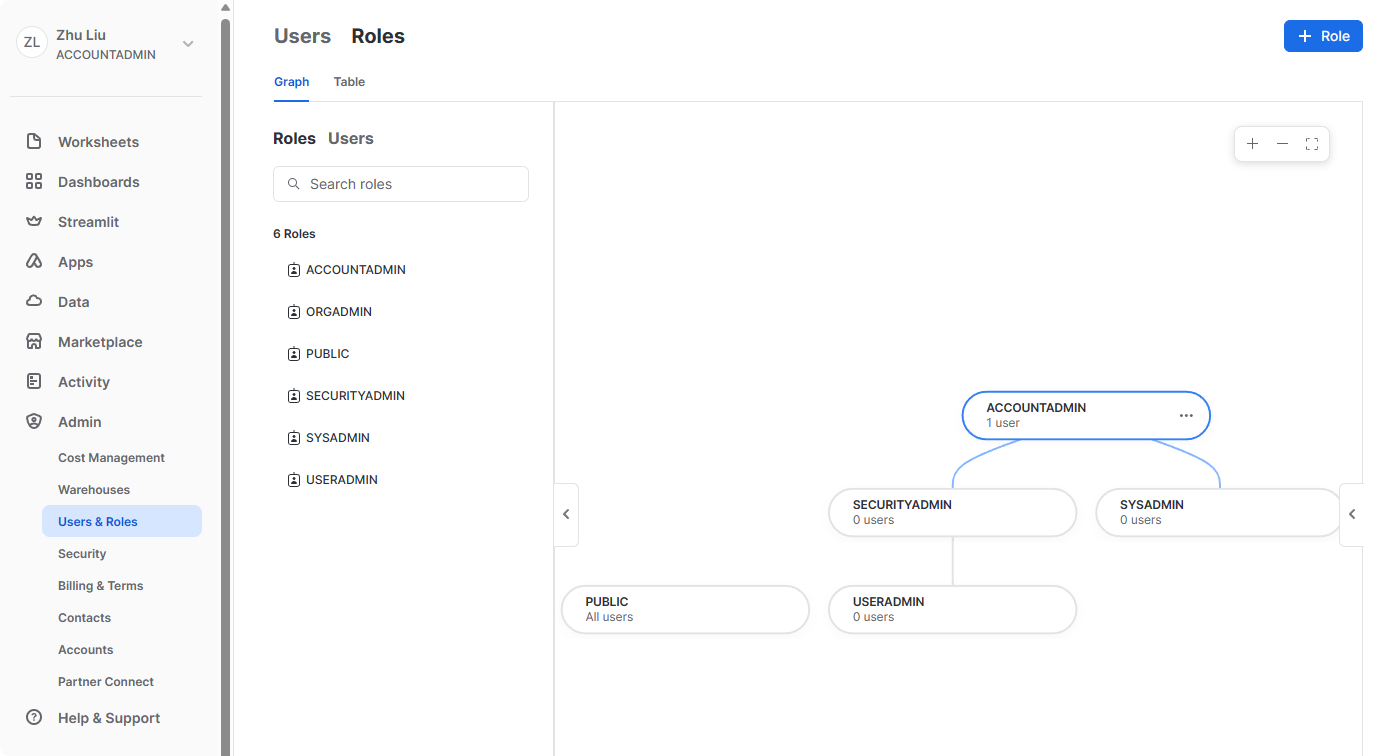 ZL
Zhu Liu
ACCOUNTADMIN
Worksheets
Dashboards
Streamlit
Apps
Data
Marketplace
Activity
Admin
Cost Management
Warehouses
Users & Roles
Security
Billing & Terms
Contacts
Accounts
Partner Connect
Help & Support
Users Roles
+ Role
Graph Table
Roles Users
Search roles
6 Roles
ACCOUNTADMIN
ORGADMIN
PUBLIC
SECURITYADMIN
SYSADMIN
USERADMIN
ACCOUNTADMIN
1 user
SECURITYADMIN
0 users
SYSADMIN
0 users
PUBLIC
All users
USERADMIN
0 users